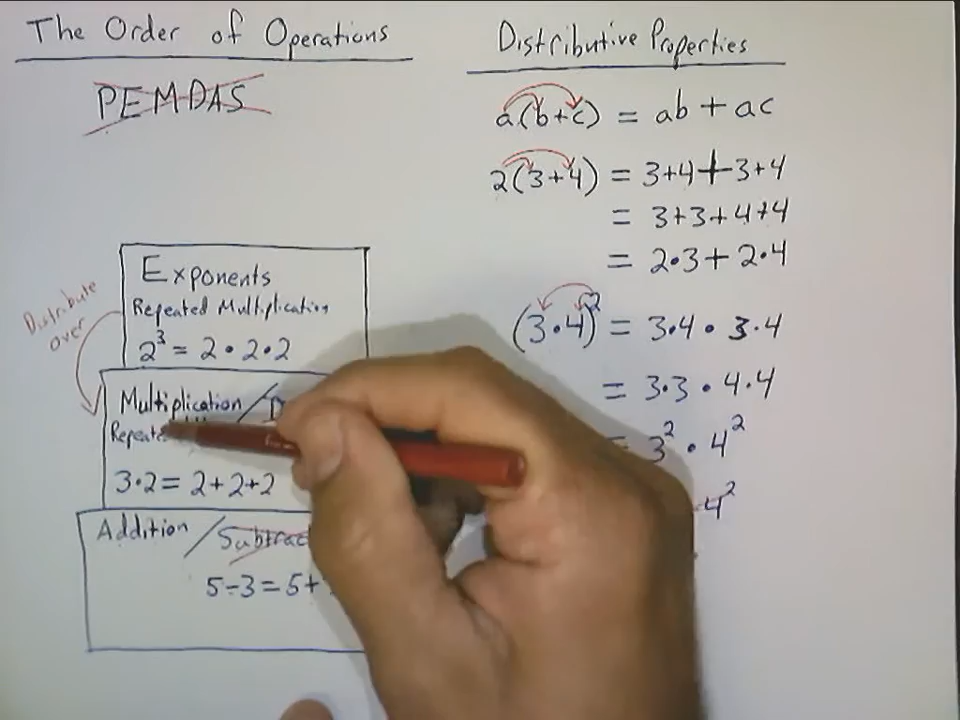 The Order of Operations
PEMDAS
Exponents
Repeated Multiplication
2³ = 2 • 2 • 2
Distribute
over
Multiplication /
3•2 = 2+2+2
Addition /
5-3 = 5+
Distributive Properties
a(b+c) = ab + ac
2(3+4) = 3+4+3+4
= 3+3+4+4
= 2•3 + 2•4
(3•4)² = 3•4 • 3•4
= 3•3 • 4•4
= 3² • 4²
4²